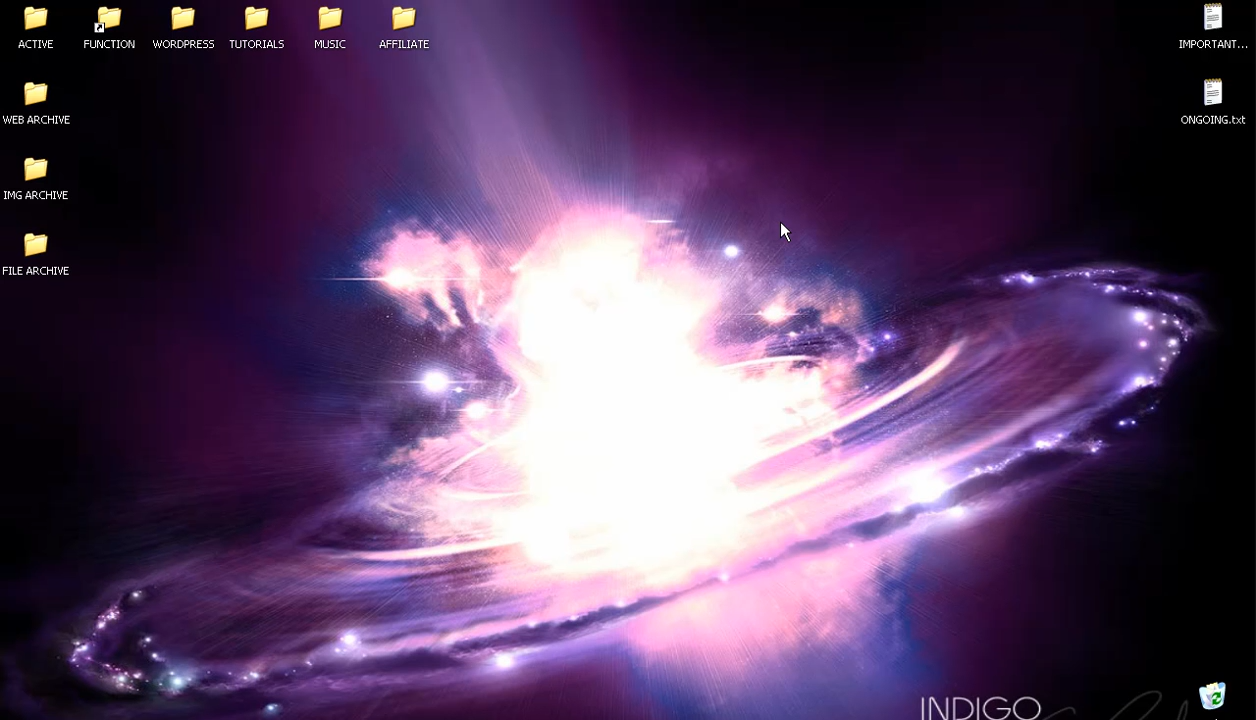 ACTIVE
FUNCTION
WORDPRESS
TUTORIALS
MUSIC
AFFILIATE
IMPORTANT...
WEB ARCHIVE
ONGOING.txt
IMG ARCHIVE
FILE ARCHIVE
INDIGO